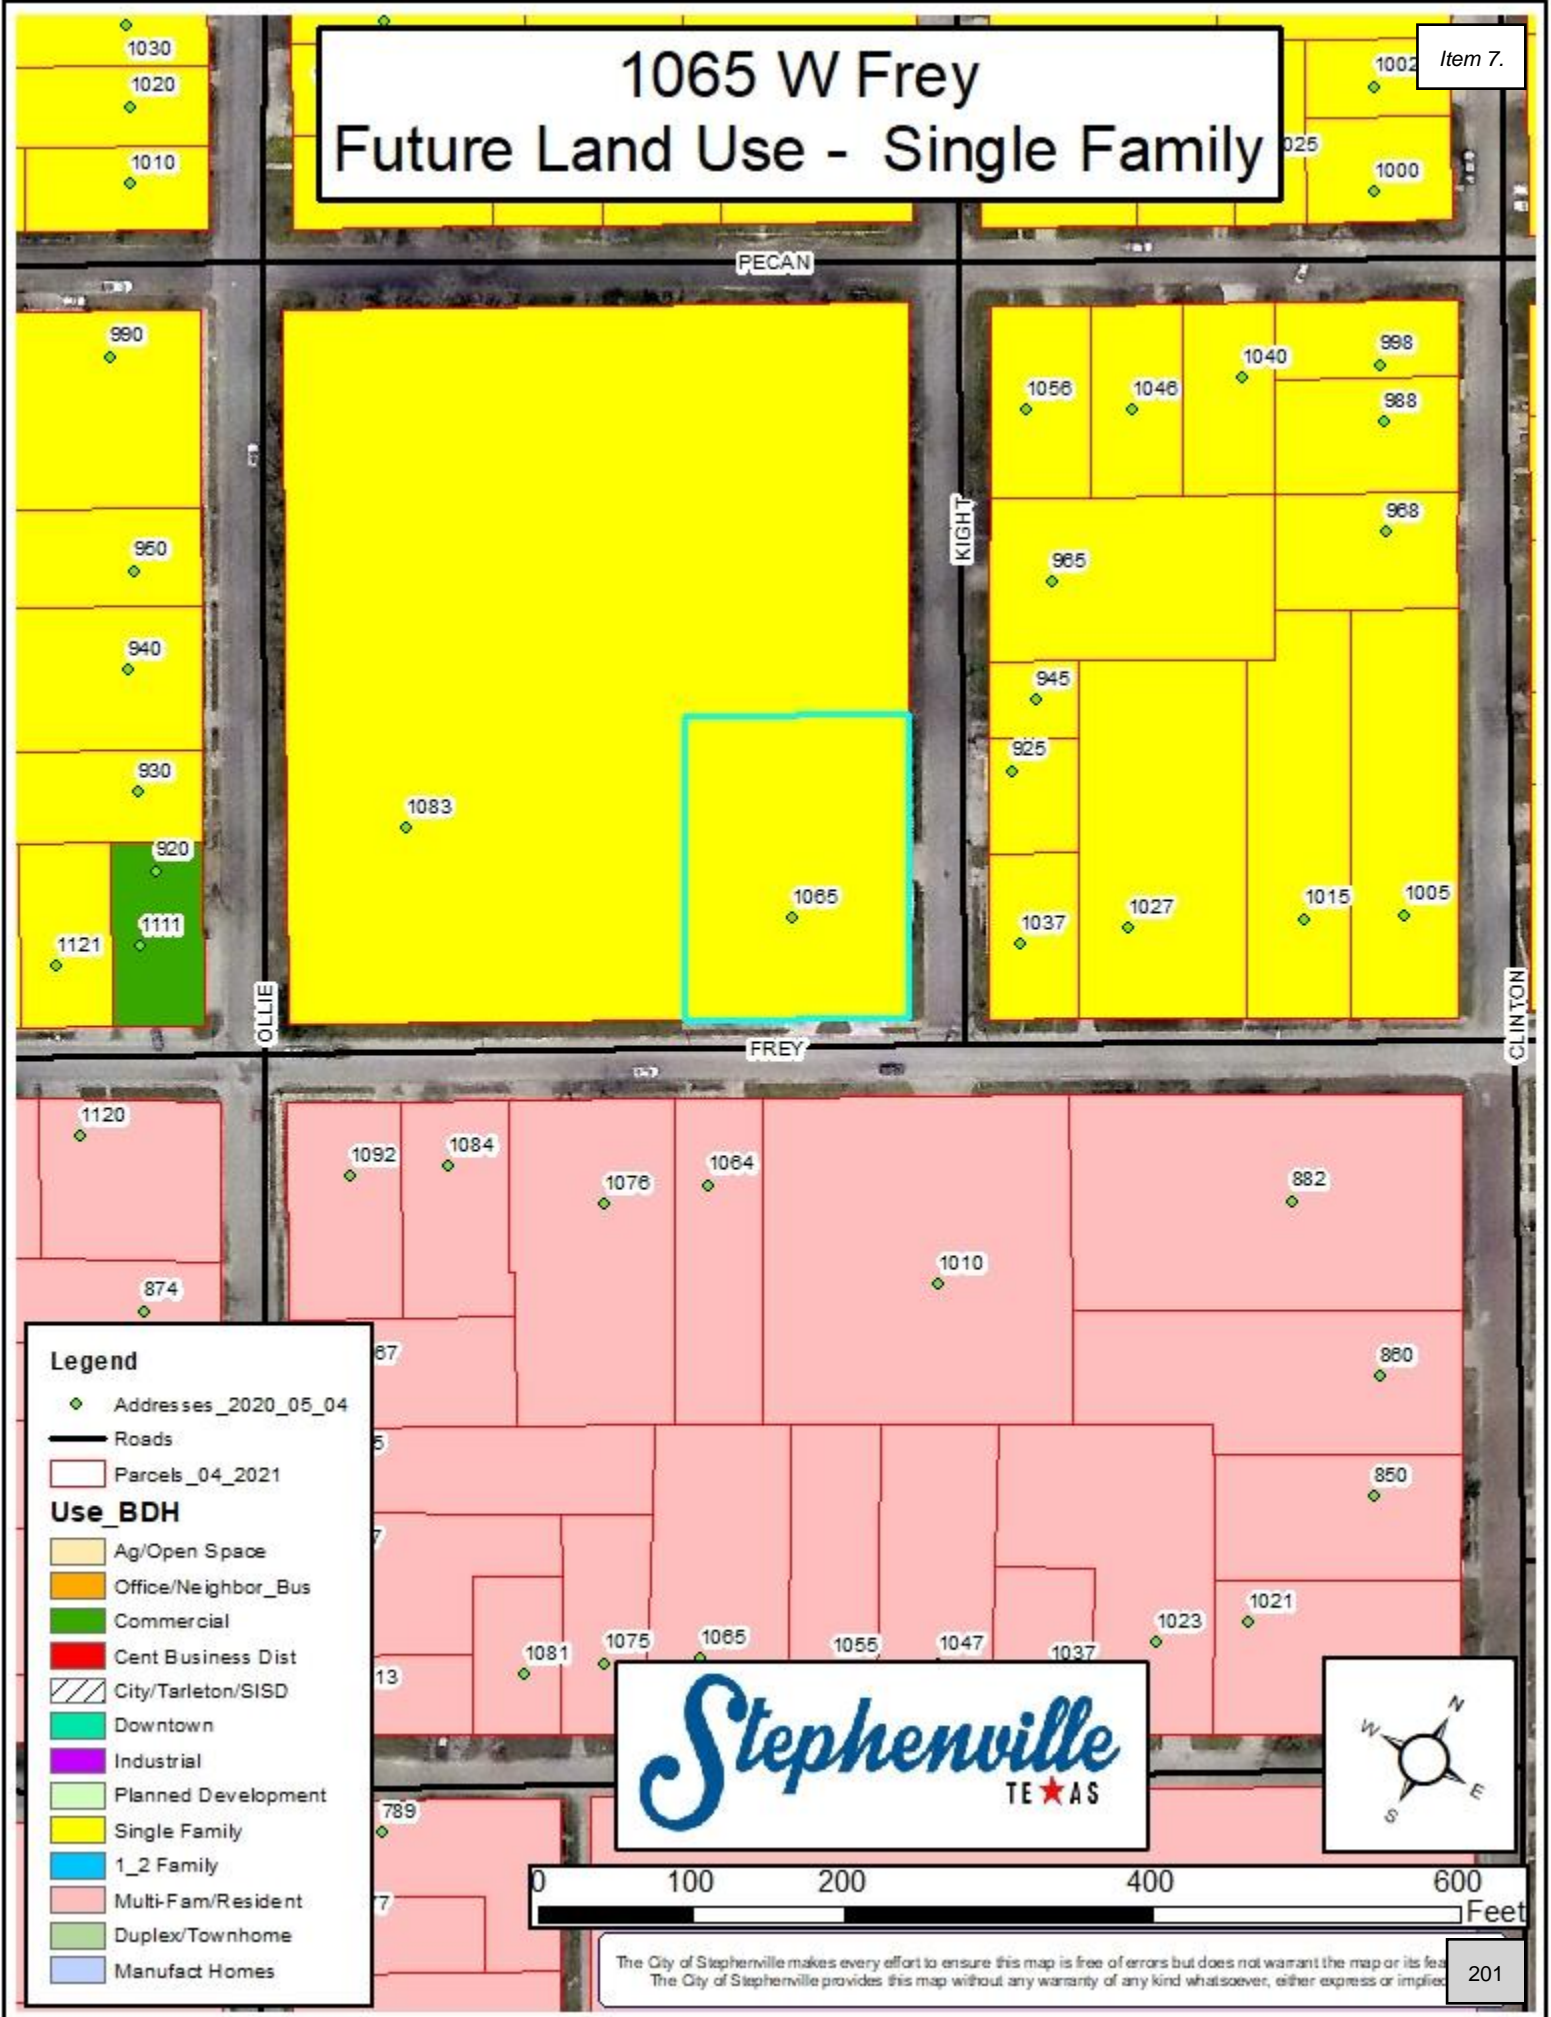 1065 W Frey
Future Land Use - Single Family
Item 7.
1030
1020
1010
1002
025
1000
PECAN
990
950
940
930
920
1111
1121
OLLIE
1083
1065
KIGHT
1056
1046
1040
998
988
968
965
945
925
1037
1027
1015
1005
CLINTON
FREY
1120
874
1092
1084
1076
1064
1010
882
860
850
67
5
7
13
1081
1075
1065
1055
1047
1037
1023
1021
789
77
Legend
Addresses_2020_05_04
Roads
Parcels_04_2021
Use_BDH
Ag/Open Space
Office/Neighbor_Bus
Commercial
Cent Business Dist
City/Tarleton/SISD
Downtown
Industrial
Planned Development
Single Family
1_2 Family
Multi-Fam/Resident
Duplex/Townhome
Manufact Homes
Stephenville
TEXAS
N
W
E
S
0 100 200 400 600
Feet
The City of Stephenville makes every effort to ensure this map is free of errors but does not warrant the map or its fea
The City of Stephenville provides this map without any warranty of any kind whatsoever, either express or implied
201